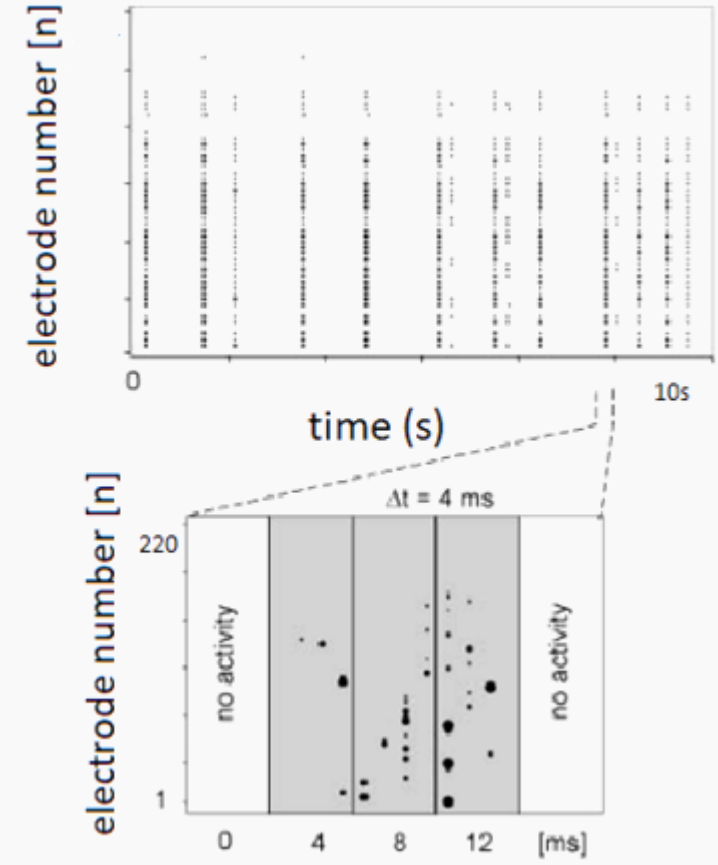 electrode number [n]
0
10s
time (s)
Δt = 4 ms
electrode number [n]
220
no activity
no activity
1
0 4 8 12 [ms]